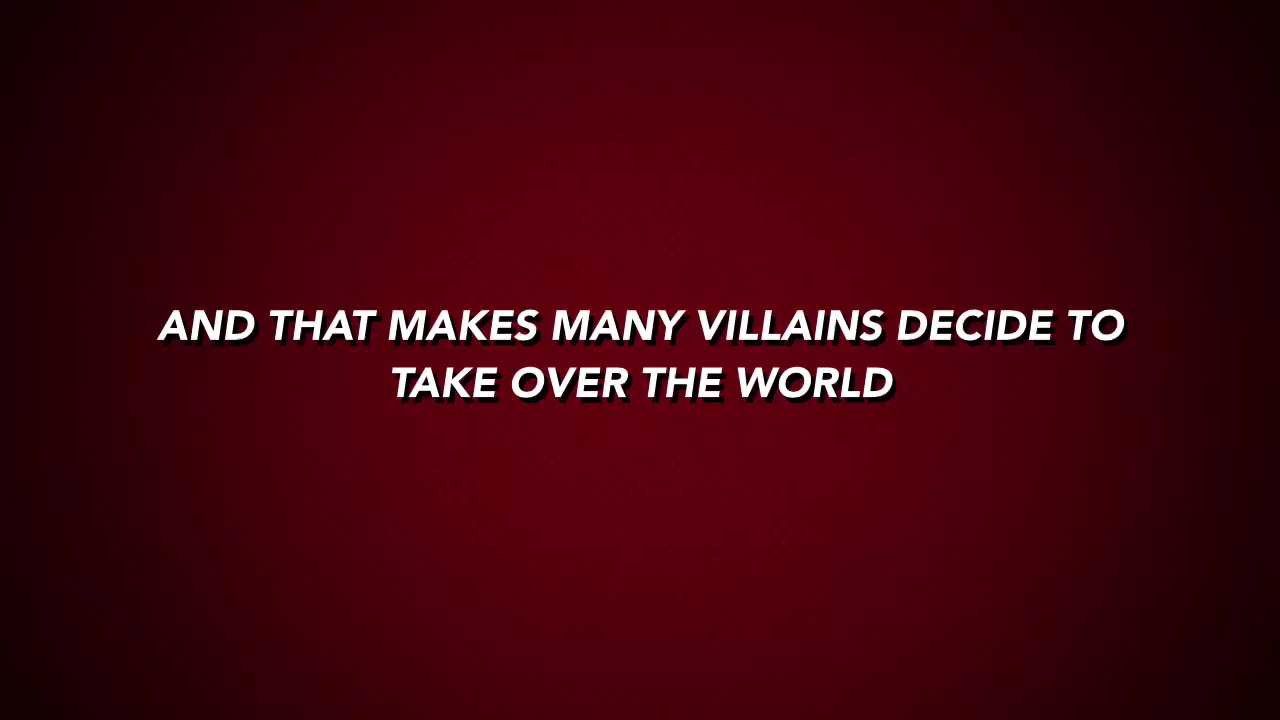 AND THAT MAKES MANY VILLAINS DECIDE TO
TAKE OVER THE WORLD